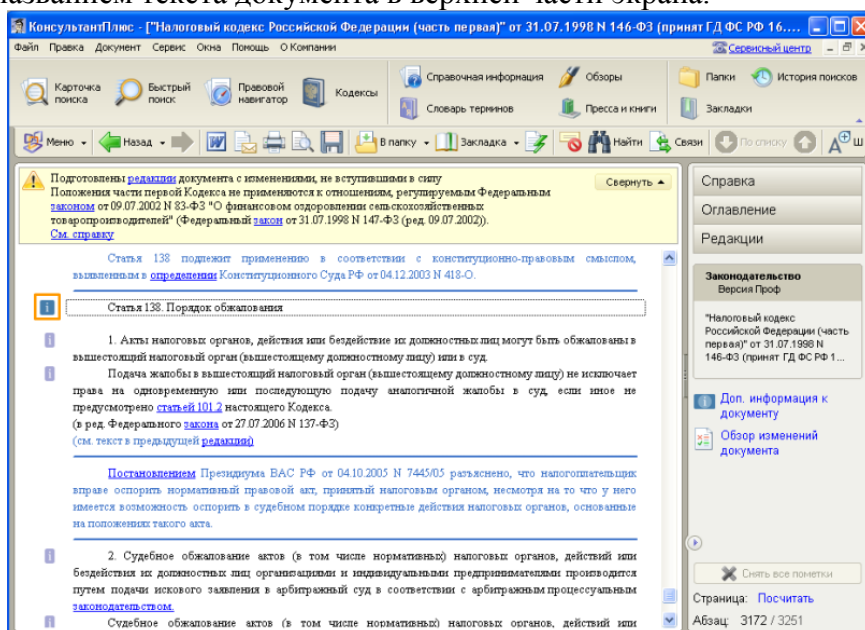 названием текста документа в верхней части экрана.
КонсультантПлюс - ["Налоговый кодекс Российской Федерации (часть первая)" от 31.07.1998 N 146-ФЗ (принят ГД ФС РФ 16....
Файл Правка Документ Сервис Окна Помощь О Компании Сервисный центр
Карточка поиска
Быстрый поиск
Правовой навигатор
Кодексы
Справочная информация
Словарь терминов
Обзоры
Пресса и книги
Папки
История поисков
Закладки
Меню Назад В папку Закладка Найти Связи По списку
Подготовлены редакции документа с изменениями, не вступившими в силу
Положения части первой Кодекса не применяются к отношениям, регулируемым Федеральным
законом от 09.07.2002 N 83-ФЗ "О финансовом оздоровлении сельскохозяйственных
товаропроизводителей" (Федеральный закон от 31.07.1998 N 147-ФЗ (ред. 09.07.2002)).
См. справку
Свернуть
Статья 138 подлежит применению в соответствии с конституционно-правовым смыслом,
выявленным в определении Конституционного Суда РФ от 04.12.2003 N 418-О.
Статья 138. Порядок обжалования
1. Акты налоговых органов, действия или бездействие их должностных лиц могут быть обжалованы в
вышестоящий налоговый орган (вышестоящему должностному лицу) или в суд.
Подача жалобы в вышестоящий налоговый орган (вышестоящему должностному лицу) не исключает
права на одновременную или последующую подачу аналогичной жалобы в суд, если иное не
предусмотрено статьей 101.2 настоящего Кодекса.
(в ред. Федерального закона от 27.07.2006 N 137-ФЗ)
(см. текст в предыдущей редакции)
Постановлением Президиума ВАС РФ от 04.10.2005 N 7445/05 разъяснено, что налогоплательщик
вправе оспорить нормативный правовой акт, принятый налоговым органом, несмотря на то что у него
имеется возможность оспорить в судебном порядке конкретные действия налоговых органов, основанные
на положениях такого акта.
2. Судебное обжалование актов (в том числе нормативных) налоговых органов, действий или
бездействия их должностных лиц организациями и индивидуальными предпринимателями производится
путем подачи искового заявления в арбитражный суд в соответствии с арбитражным процессуальным
законодательством.
Судебное обжалование актов (в том числе нормативных) налоговых органов, действий или
Справка
Оглавление
Редакции
Законодательство
Версия Проф
"Налоговый кодекс
Российской Федерации (часть
первая)" от 31.07.1998 N
146-ФЗ (принят ГД ФС РФ 1...
Доп. информация к
документу
Обзор изменений
документа
Снять все пометки
Страница: Посчитать
Абзац: 3172 / 3251